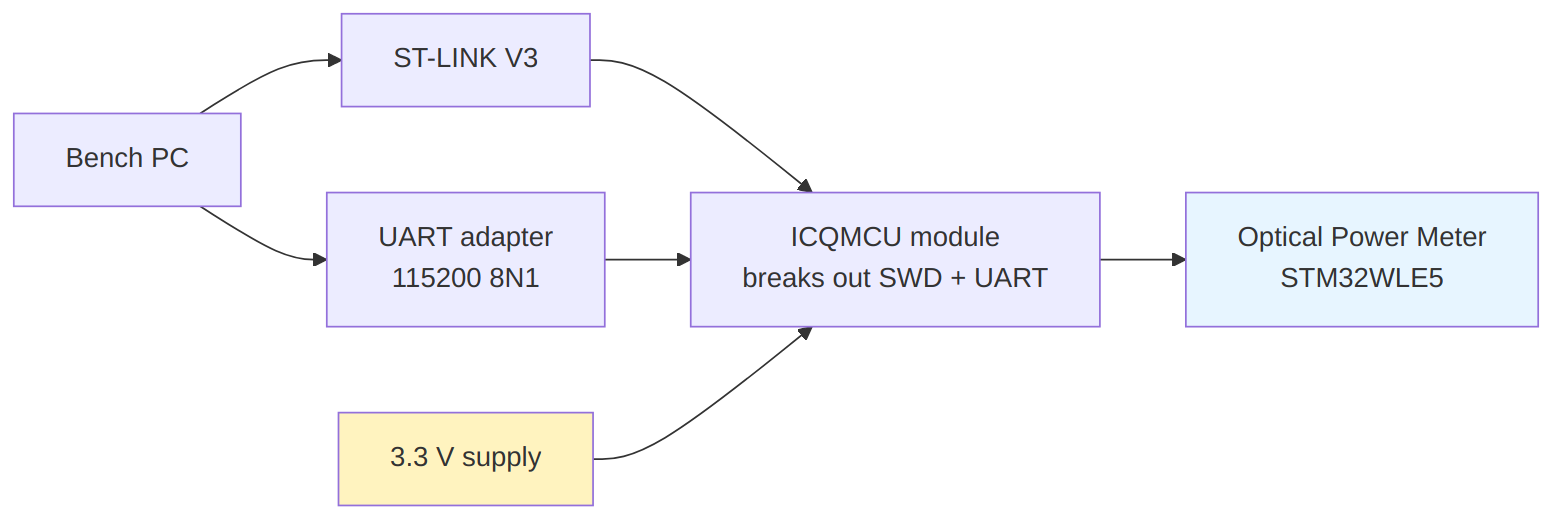 ST-LINK V3
Bench PC
UART adapter
115200 8N1
ICQMCU module
breaks out SWD + UART
Optical Power Meter
STM32WLE5
3.3 V supply